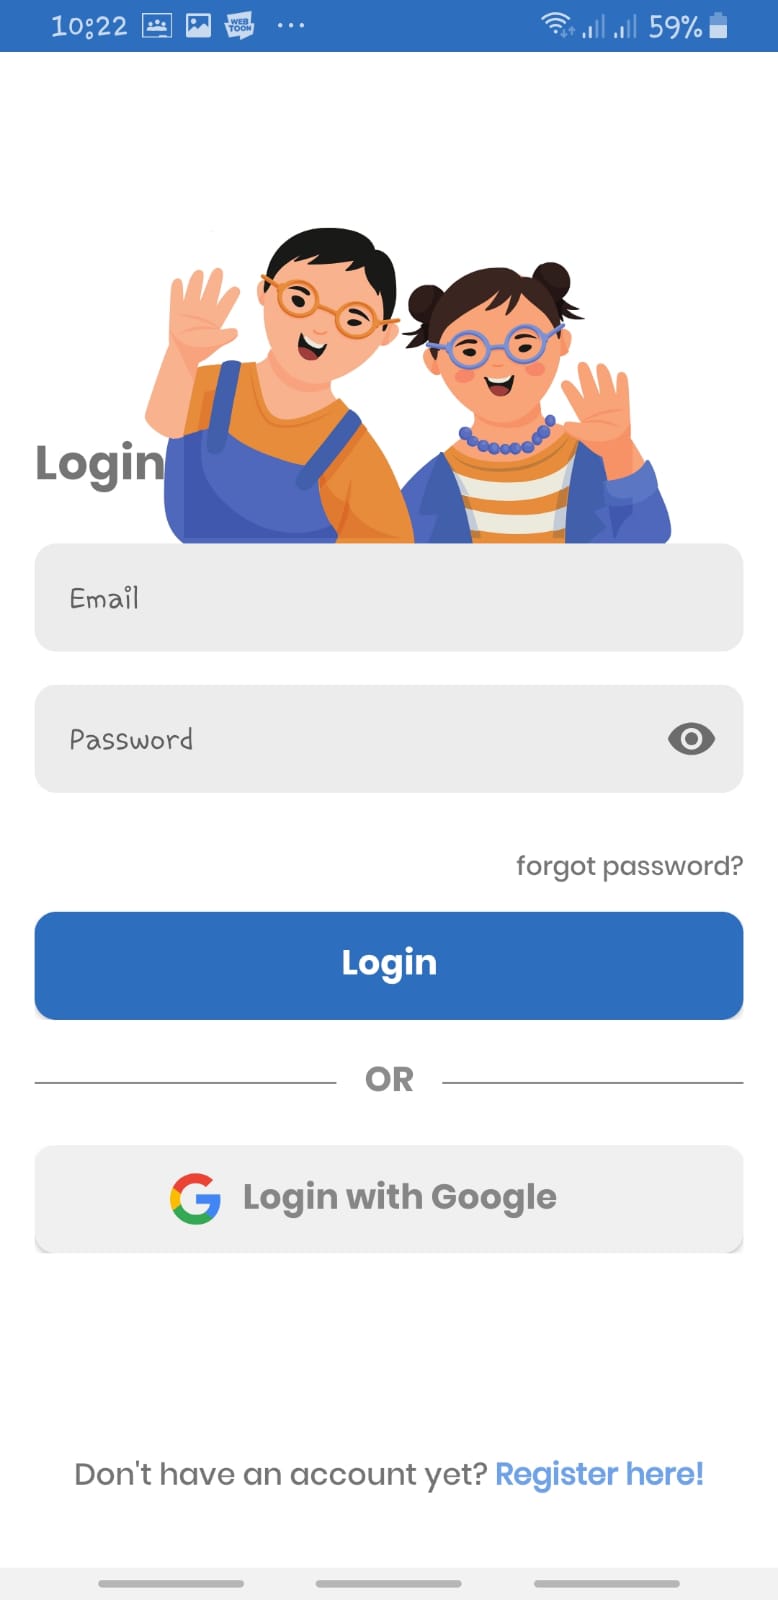 10:22 WEB TOON ... 59%
Login
Email
Password
forgot password?
Login
OR
Login with Google
Don't have an account yet? Register here!